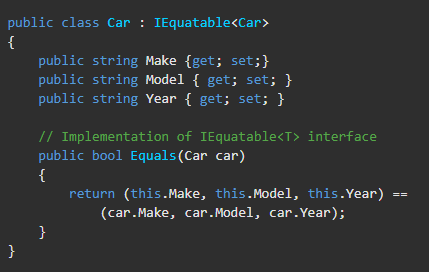 public class Car : IEquatable<Car>
{
    public string Make {get; set;}
    public string Model { get; set; }
    public string Year { get; set; }

    // Implementation of IEquatable<T> interface
    public bool Equals(Car car)
    {
        return (this.Make, this.Model, this.Year) ==
            (car.Make, car.Model, car.Year);
    }
}